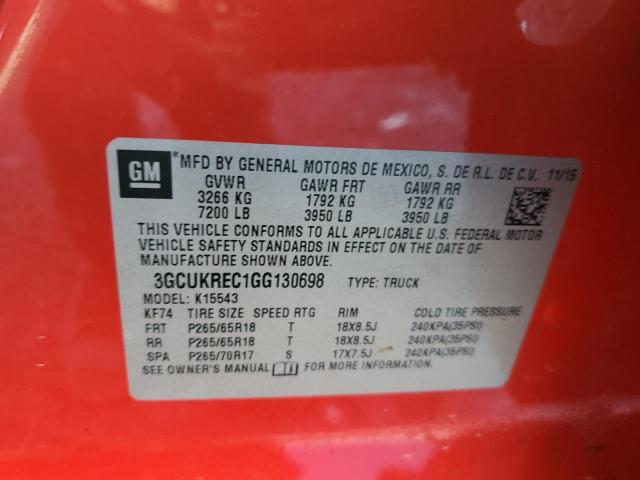 GM *MFD BY GENERAL MOTORS DE MEXICO, S. DE R.L. DE C.V. 11/15
GVWR GAWR FRT GAWR RR
3266 KG 1792 KG 1792 KG
7200 LB 3950 LB 3950 LB
THIS VEHICLE CONFORMS TO ALL APPLICABLE U.S. FEDERAL MOTOR
VEHICLE SAFETY STANDARDS IN EFFECT ON THE DATE OF
MANUFACTURE SHOWN ABOVE.
3GCUKREC1GG130698 TYPE: TRUCK
MODEL: K15543
KF74 TIRE SIZE SPEED RTG RIM COLD TIRE PRESSURE
FRT P265/65R18 T 18X8.5J 240KPA(35PSI)
RR P265/65R18 T 18X8.5J 240KPA(35PSI)
SPA P265/70R17 S 17X7.5J 240KPA(35PSI)
SEE OWNER'S MANUAL FOR MORE INFORMATION.